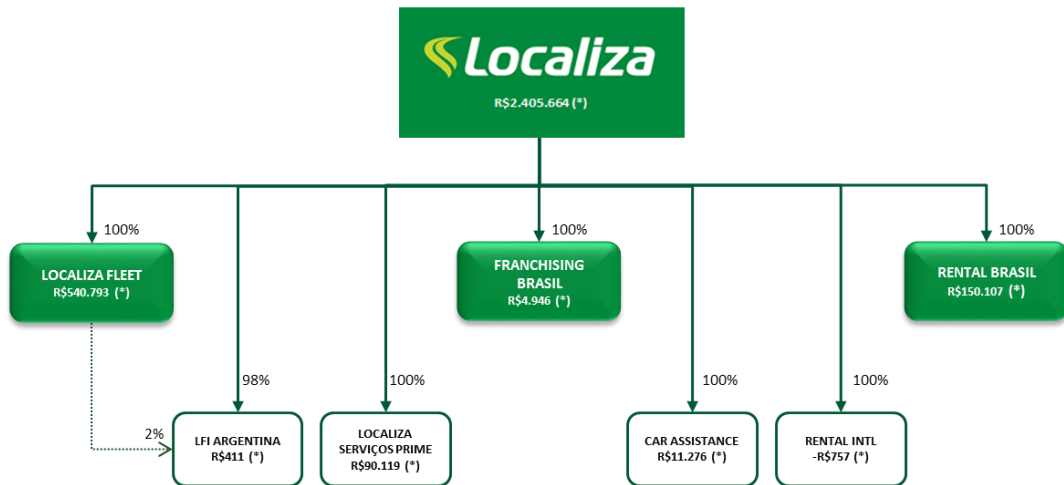 Localiza
R$2.405.664 (*)
100%
100%
100%
LOCALIZA FLEET
R$540.793 (*)
FRANCHISING
BRASIL
R$4.946 (*)
RENTAL BRASIL
R$150.107 (*)
98%
100%
100%
100%
2%
LFI ARGENTINA
R$411 (*)
LOCALIZA
SERVIÇOS PRIME
R$90.119 (*)
CAR ASSISTANCE
R$11.276 (*)
RENTAL INTL
-R$757 (*)